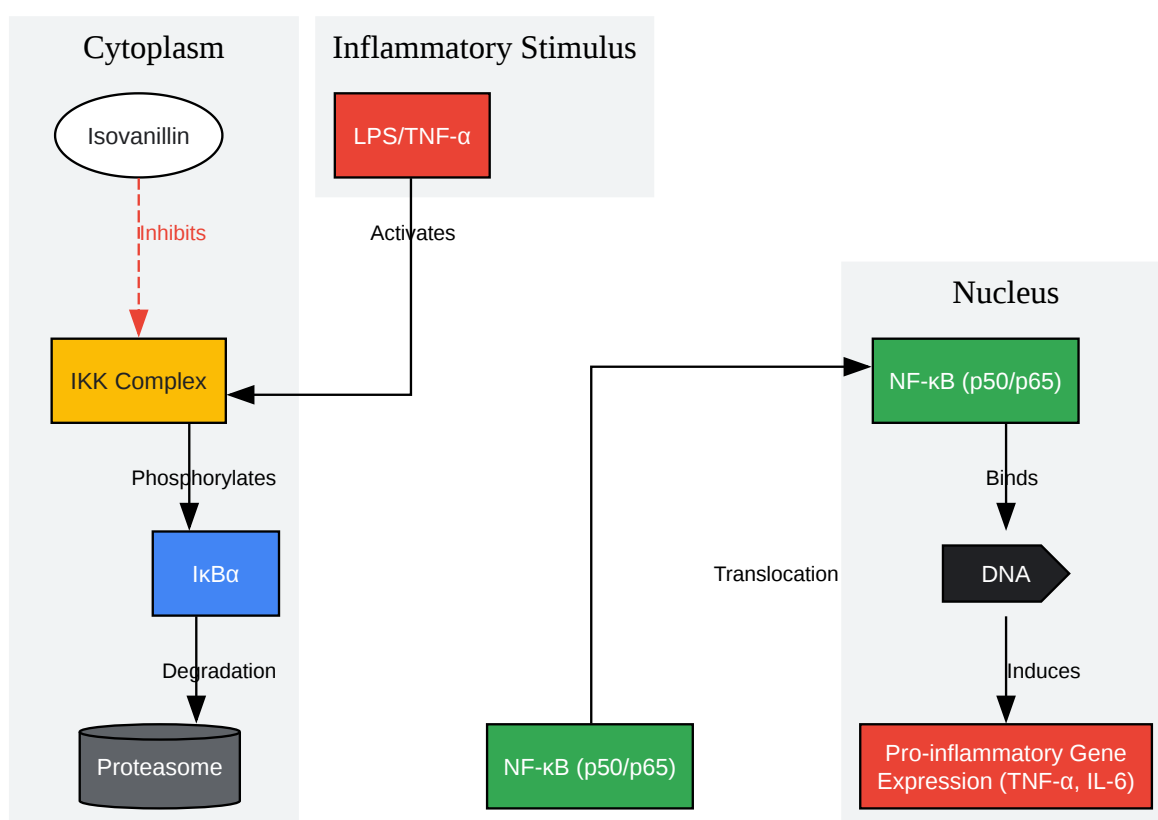 Cytoplasm
Isovanillin
Inhibits
IKK Complex
Phosphorylates
IκBα
Degradation
Proteasome
Inflammatory Stimulus
LPS/TNF-α
Activates
NF-κB (p50/p65)
Translocation
Nucleus
NF-κB (p50/p65)
Binds
DNA
Induces
Pro-inflammatory Gene
Expression (TNF-α, IL-6)